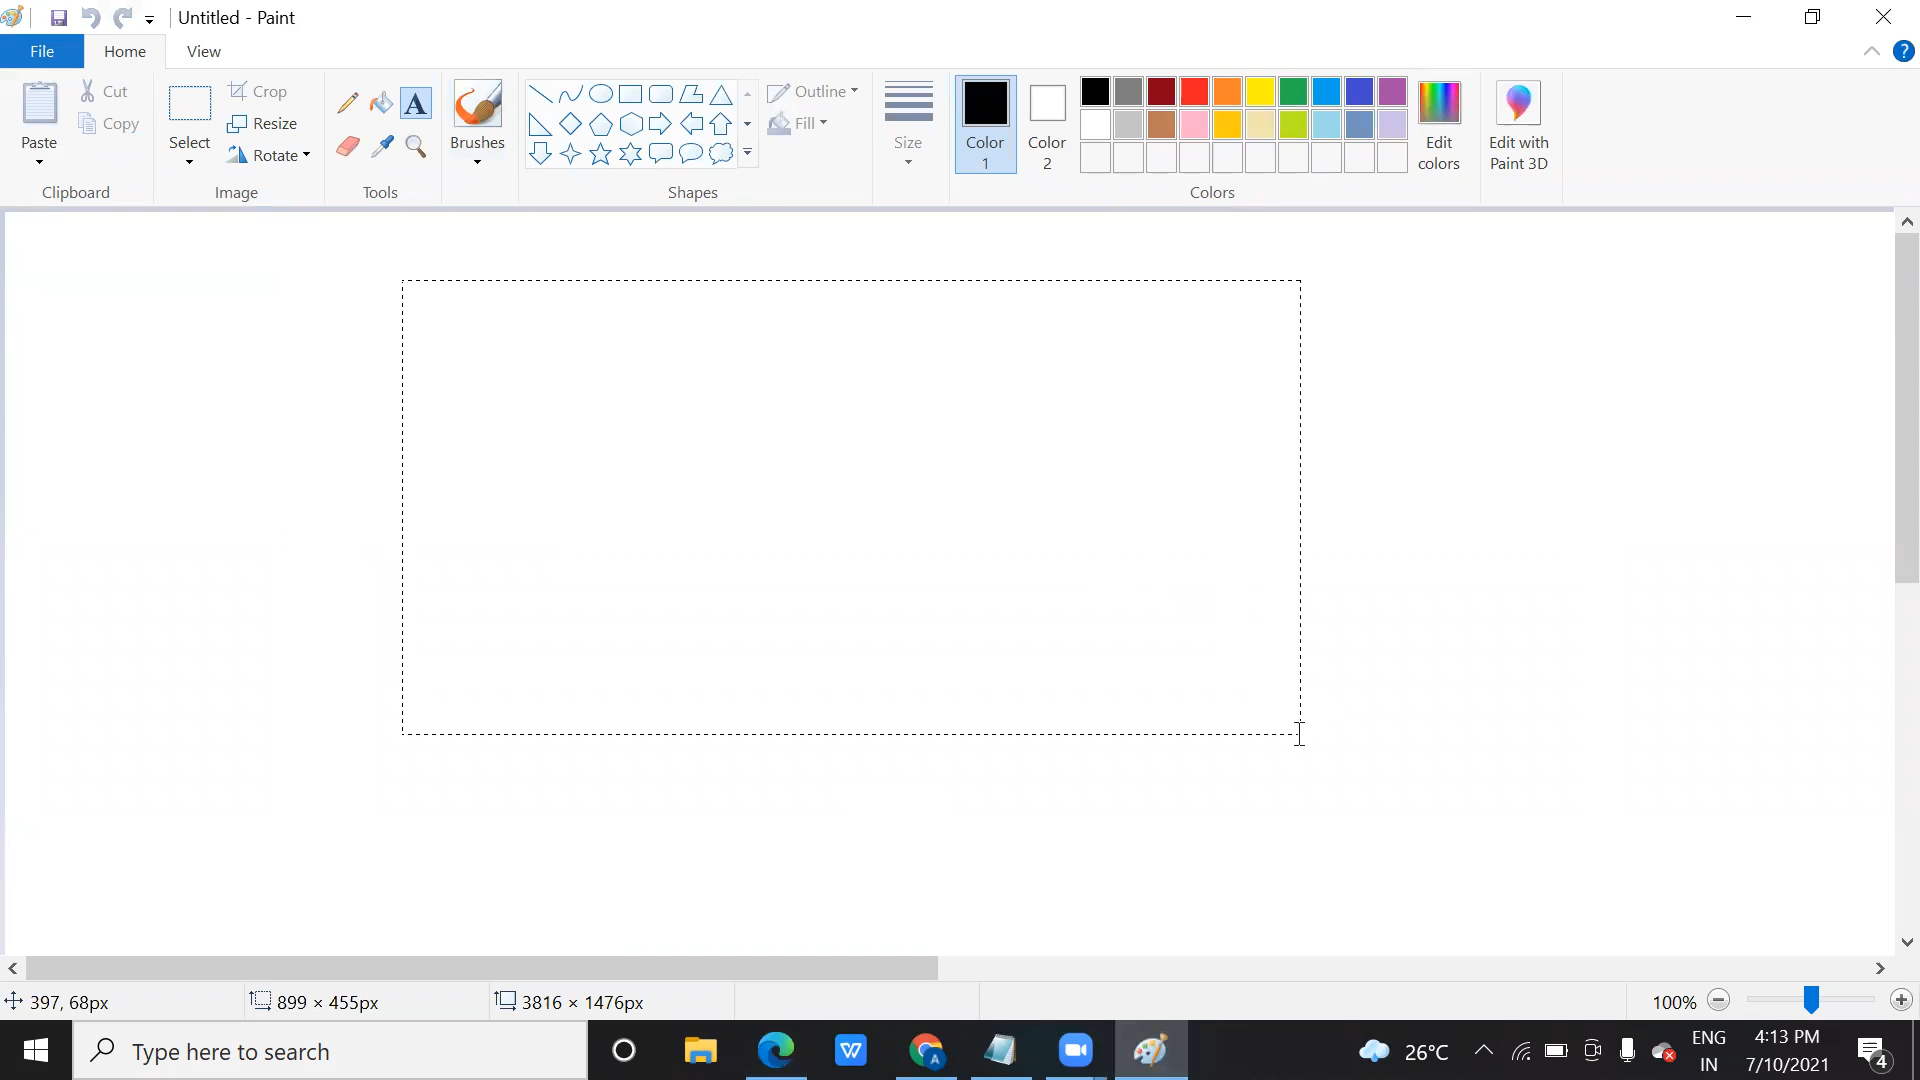 Untitled - Paint
File
Home
View
?
Paste
Cut
Copy
Clipboard
Select
Crop
Resize
Rotate
Image
A
Tools
Brushes
Outline
Fill
Shapes
Size
Color
1
Color
2
Edit
colors
Colors
Edit with
Paint 3D
397, 68px
899 × 455px
3816 × 1476px
100%
Type here to search
W
A
26°C
ENG
IN
4:13 PM
7/10/2021
4